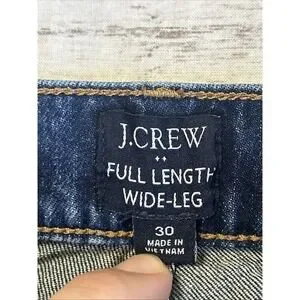 J.CREW
FULL LENGTH
WIDE-LEG
30
MADE IN
VIETNAM